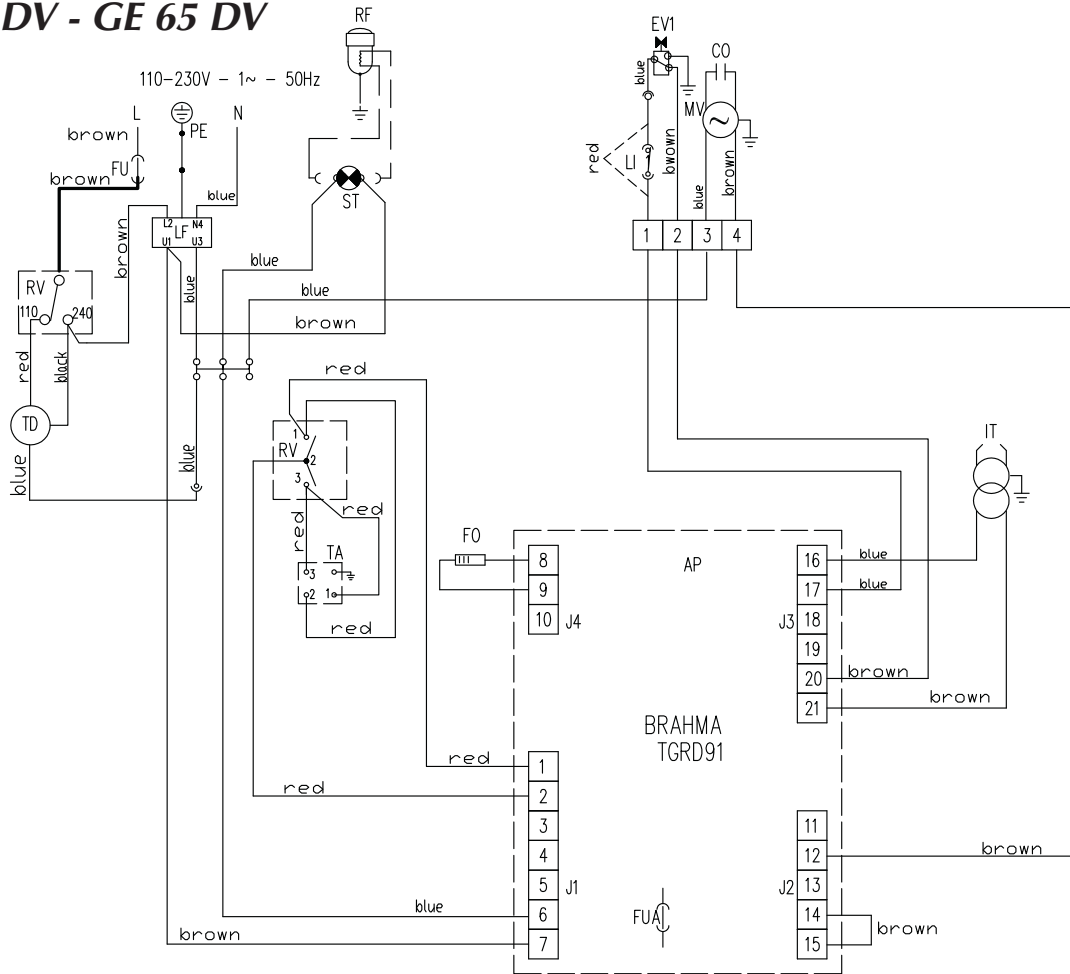 DV - GE 65 DV
RF
EV1
CO
110-230V - 1~ - 50Hz
L
PE
N
brown
FU
brown
blue
blue
MV
red
LI
bwown
blue
brown
ST
L2 N4
LF
U1 U3
brown
1 2 3 4
blue
blue
blue
RV
110 240
brown
red
black
red
TD
blue
blue
1
RV
2
3
red
red
TA
3
2 1
red
IT
FO
8
9
10 J4
AP
16 blue
17 blue
J3 18
19
20 brown
21 brown
BRAHMA
TGRD91
red 1
red 2
3
4
5 J1
blue 6
brown 7
FUA
11
12 brown
J2 13
14
15 brown